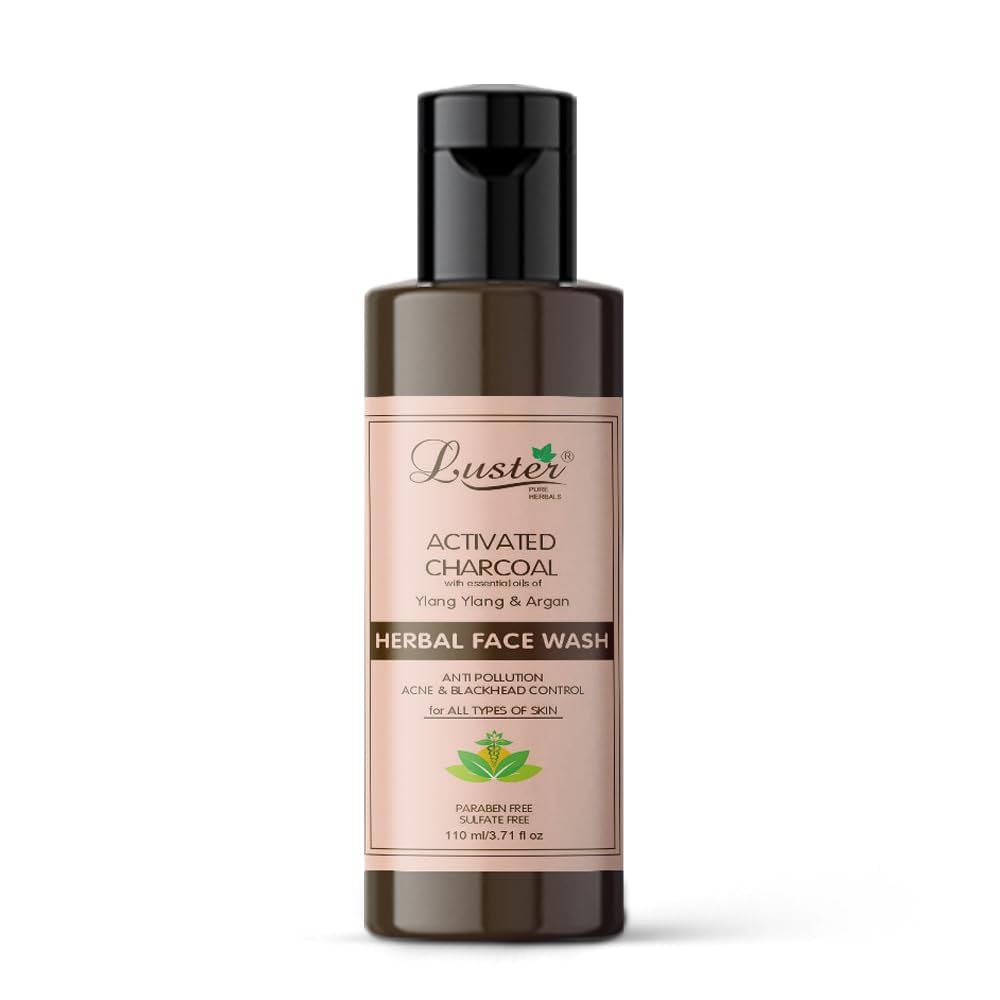 Luster®
PURE
HERBALS
ACTIVATED
CHARCOAL
with essential oils of
Ylang Ylang & Argan
HERBAL FACE WASH
ANTI POLLUTION
ACNE & BLACKHEAD CONTROL
for ALL TYPES OF SKIN
PARABEN FREE
SULFATE FREE
110 ml/3.71 fl oz